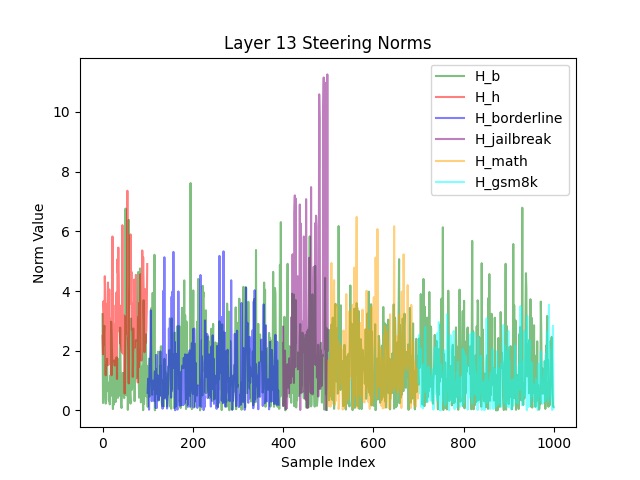 Layer 13 Steering Norms
H_b
H_h
H_borderline
H_jailbreak
H_math
H_gsm8k
Norm Value
10
8
6
4
2
0
0
200
400
600
800
1000
Sample Index